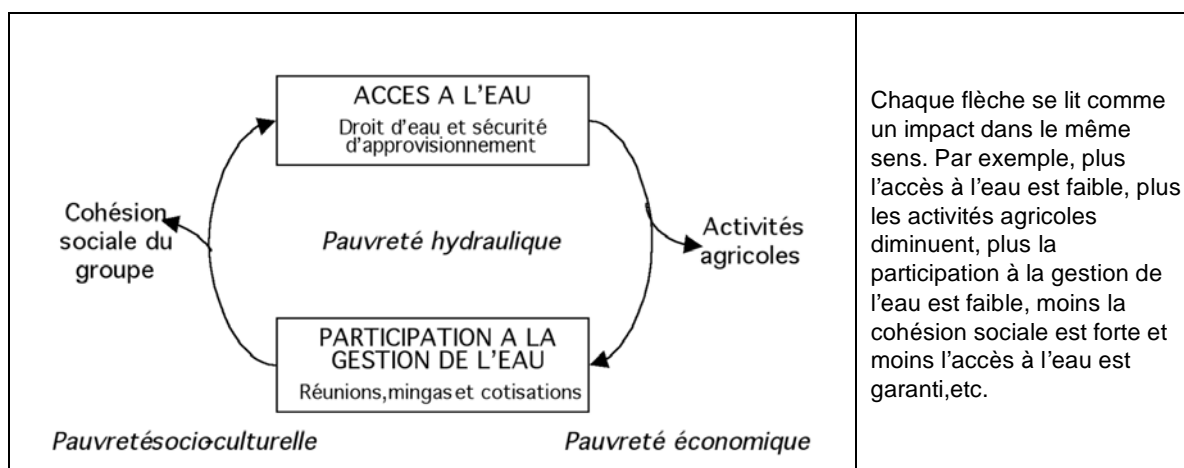 ACCES A L'EAU
Droit d'eau et sécurité
d'approvisionnement
Cohésion
sociale du
groupe
Pauvreté hydraulique
Activités
agricoles
PARTICIPATION A LA
GESTION DE L'EAU
Réunions,mingas et cotisations
Pauvretésocio-culturelle
Pauvreté économique
Chaque flèche se lit comme
un impact dans le même
sens. Par exemple, plus
l'accès à l'eau est faible, plus
les activités agricoles
diminuent, plus la
participation à la gestion de
l'eau est faible, moins la
cohésion sociale est forte et
moins l'accès à l'eau est
garanti,etc.